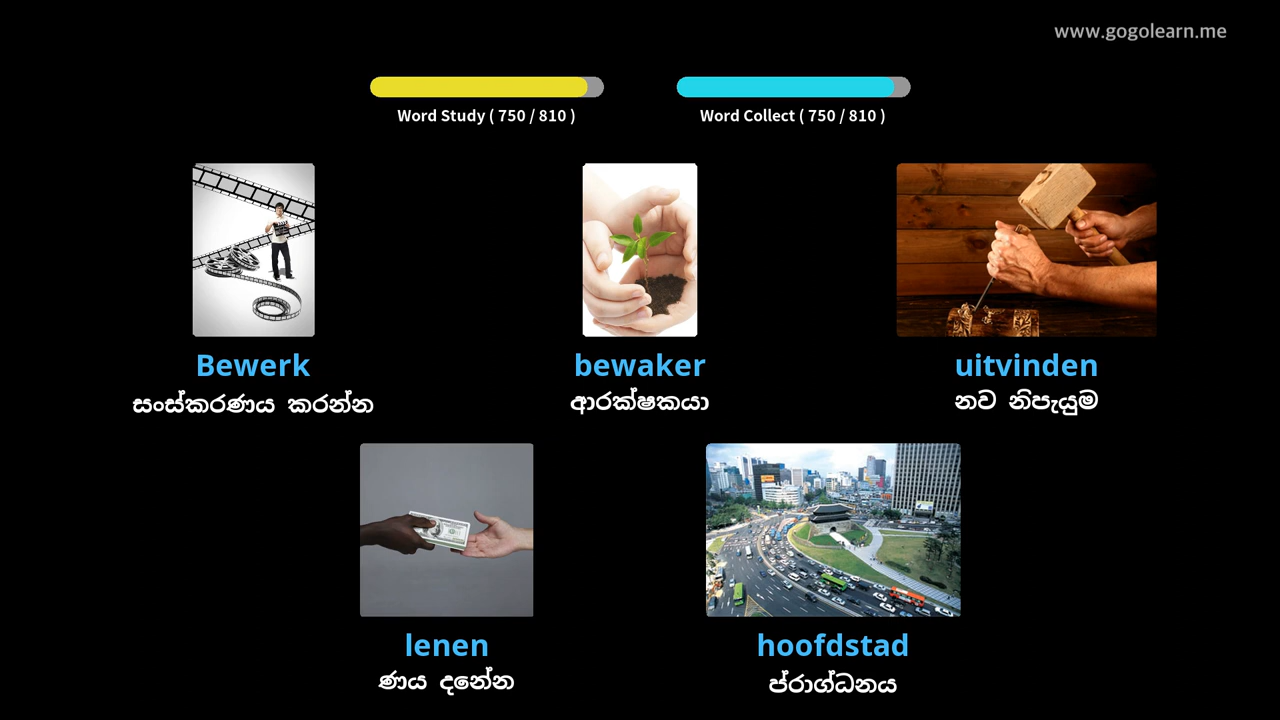 www.gogolearn.me
Word Study ( 750 / 810 )
Word Collect ( 750 / 810 )
Bewerk
සංස්කරණය කරන්න
bewaker
ආරක්ෂකයා
uitvinden
නව නිපැයුම
lenen
ණය දනේන
hoofdstad
ප්රාග්ධනය